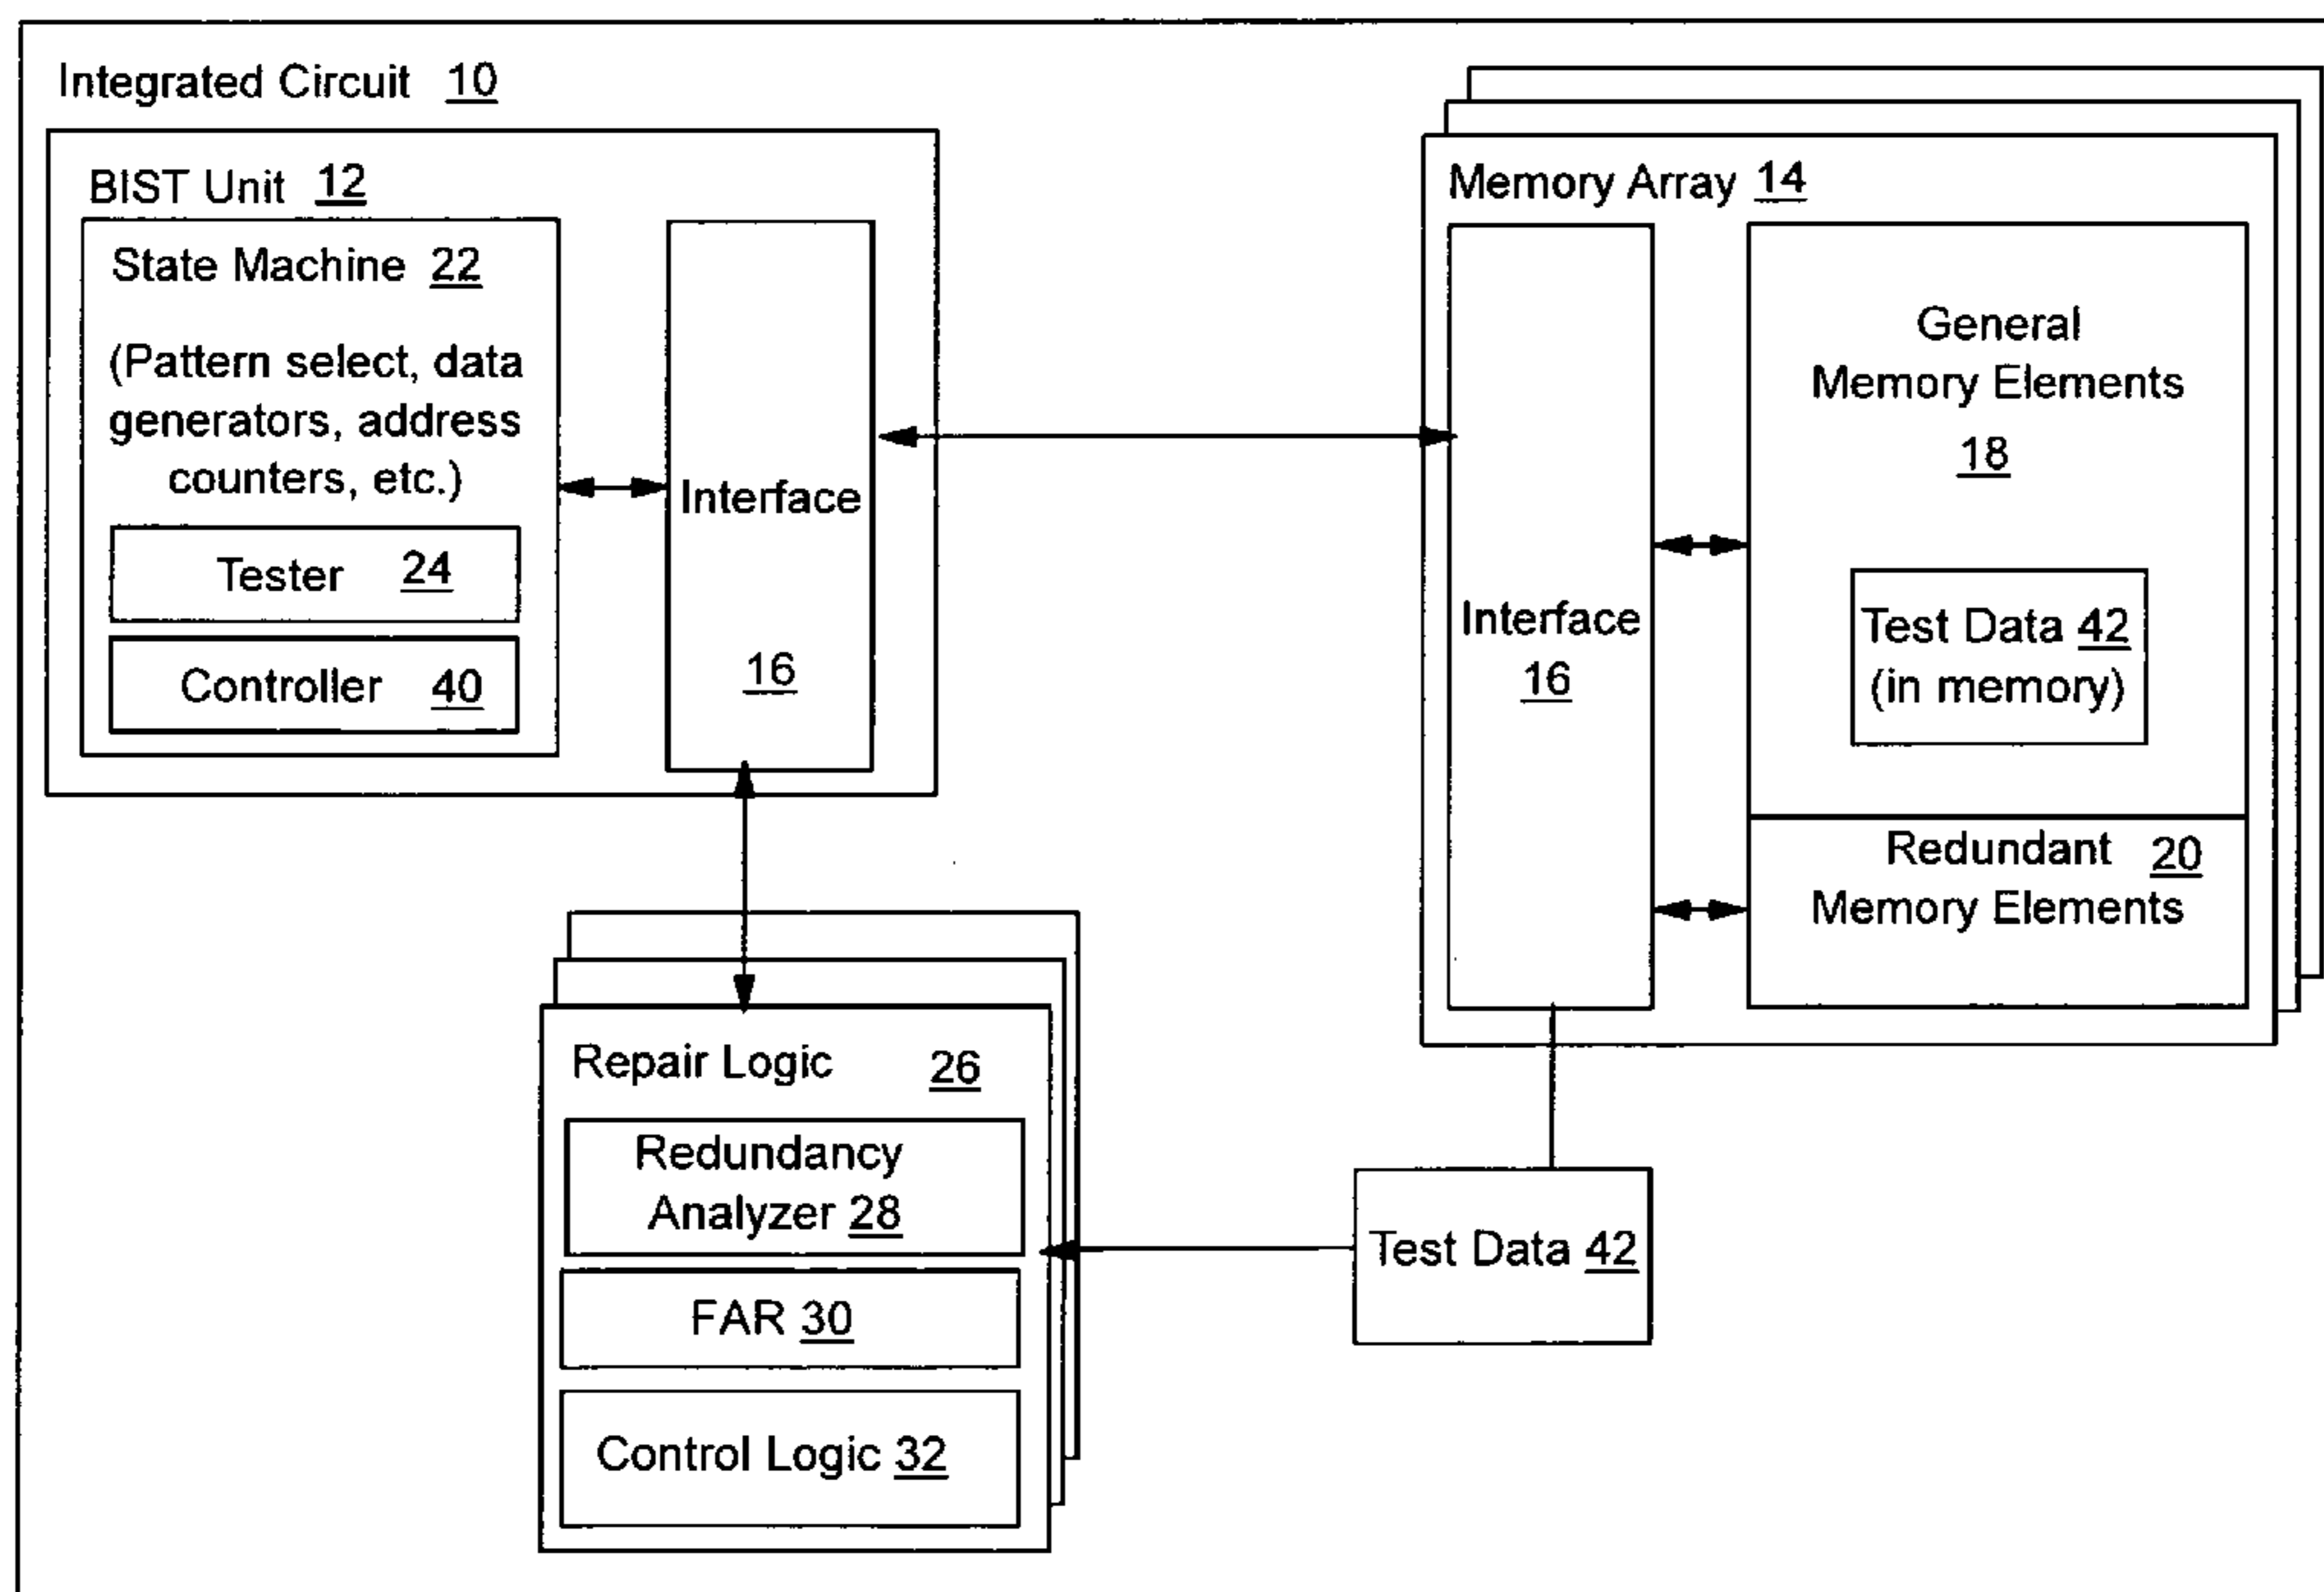 Integrated Circuit 10
BIST Unit 12
State Machine 22
(Pattern select, data
generators, address
counters, etc.)
Tester 24
Controller 40
Interface
16
Memory Array 14
Interface
16
General
Memory Elements
18
Test Data 42
(in memory)
Redundant 20
Memory Elements
Repair Logic 26
Redundancy
Analyzer 28
FAR 30
Control Logic 32
Test Data 42